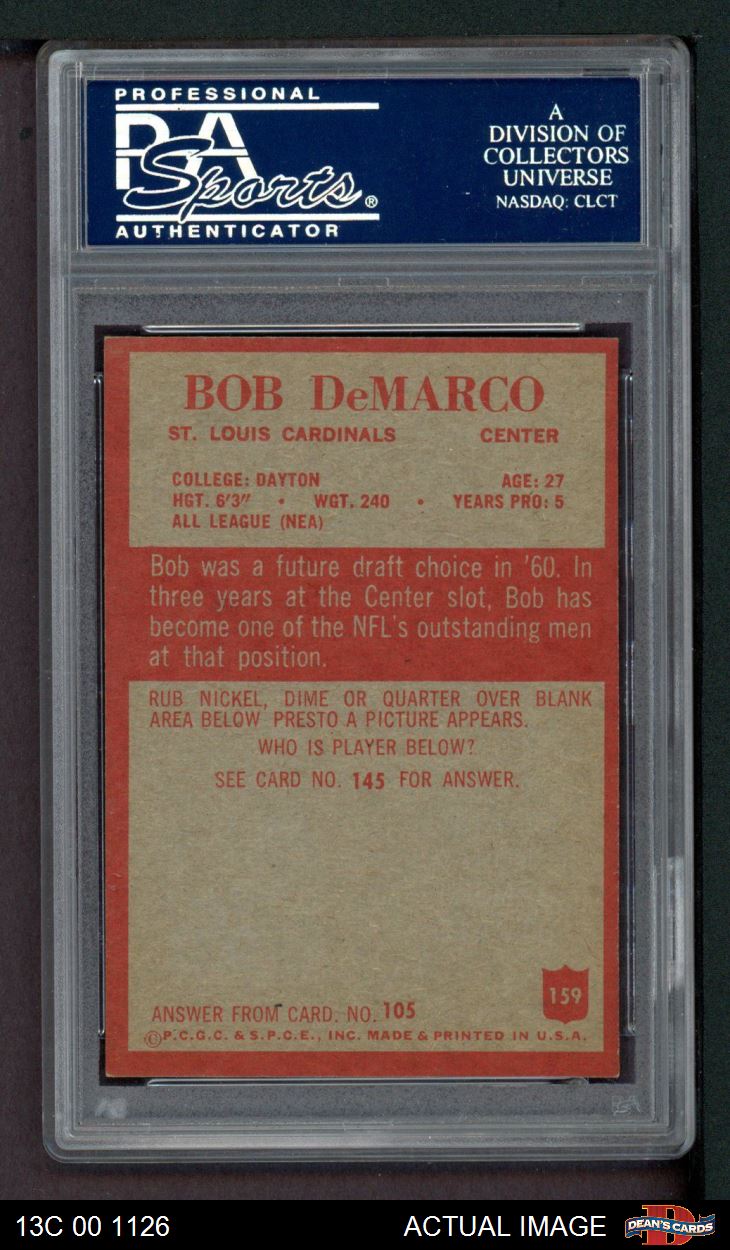 PROFESSIONAL
PSA
Sports®
AUTHENTICATOR
A
DIVISION OF
COLLECTORS
UNIVERSE
NASDAQ: CLCT
BOB DeMARCO
ST. LOUIS CARDINALS CENTER
COLLEGE: DAYTON AGE: 27
HGT. 6'3" • WGT. 240 • YEARS PRO: 5
ALL LEAGUE (NEA)
Bob was a future draft choice in '60. In
three years at the Center slot, Bob has
become one of the NFL's outstanding men
at that position.
RUB NICKEL, DIME OR QUARTER OVER BLANK
AREA BELOW PRESTO A PICTURE APPEARS.
WHO IS PLAYER BELOW?
SEE CARD NO. 145 FOR ANSWER.
159
ANSWER FROM CARD. NO. 105
©P.C.G.C. & S.P.C.E., INC. MADE & PRINTED IN U.S.A.
PSA
13C 00 1126 ACTUAL IMAGE DEAN'S CARDS